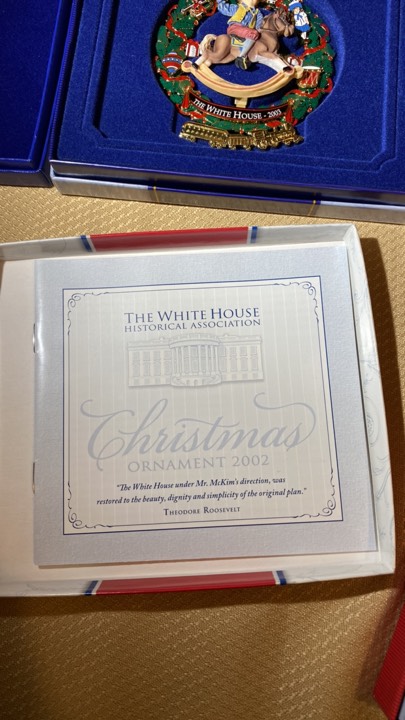 THE WHITE HOUSE - 2003
THE WHITE HOUSE
HISTORICAL ASSOCIATION
Christmas
ORNAMENT 2002
"The White House under Mr. McKim's direction, was
restored to the beauty, dignity and simplicity of the original plan."
THEODORE ROOSEVELT